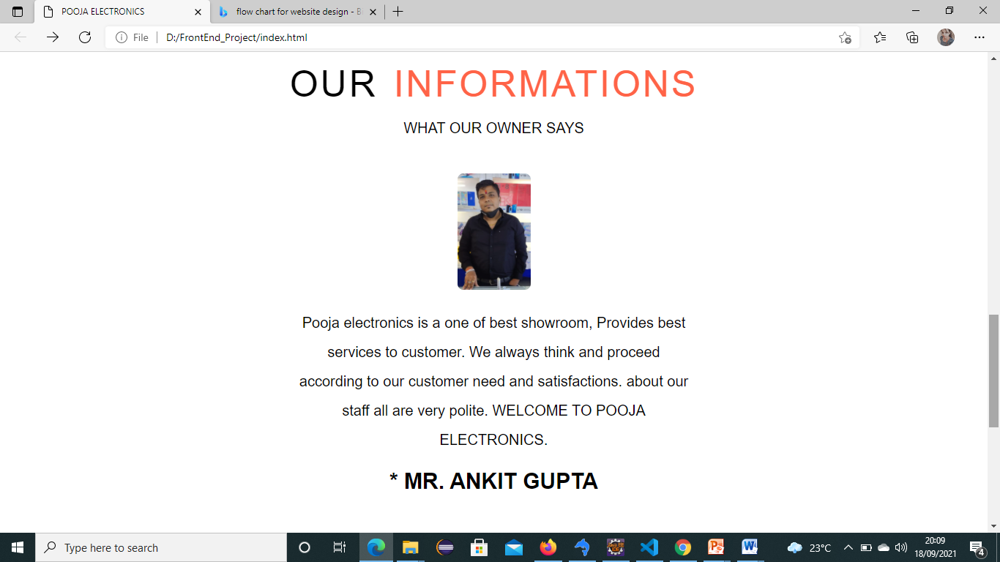 POOJA ELECTRONICS
flow chart for website design - B
File
D:/FrontEnd_Project/index.html
OUR INFORMATIONS
WHAT OUR OWNER SAYS
Pooja electronics is a one of best showroom, Provides best
services to customer. We always think and proceed
according to our customer need and satisfactions. about our
staff all are very polite. WELCOME TO POOJA
ELECTRONICS.
* MR. ANKIT GUPTA
Type here to search
23°C
20:09
18/09/2021
4